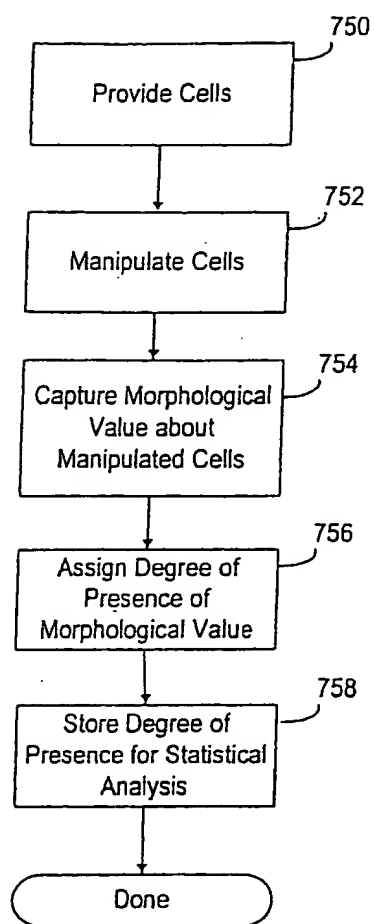 750
Provide Cells
752
Manipulate Cells
754
Capture Morphological
Value about
Manipulated Cells
756
Assign Degree of
Presence of
Morphological Value
758
Store Degree of
Presence for Statistical
Analysis
Done